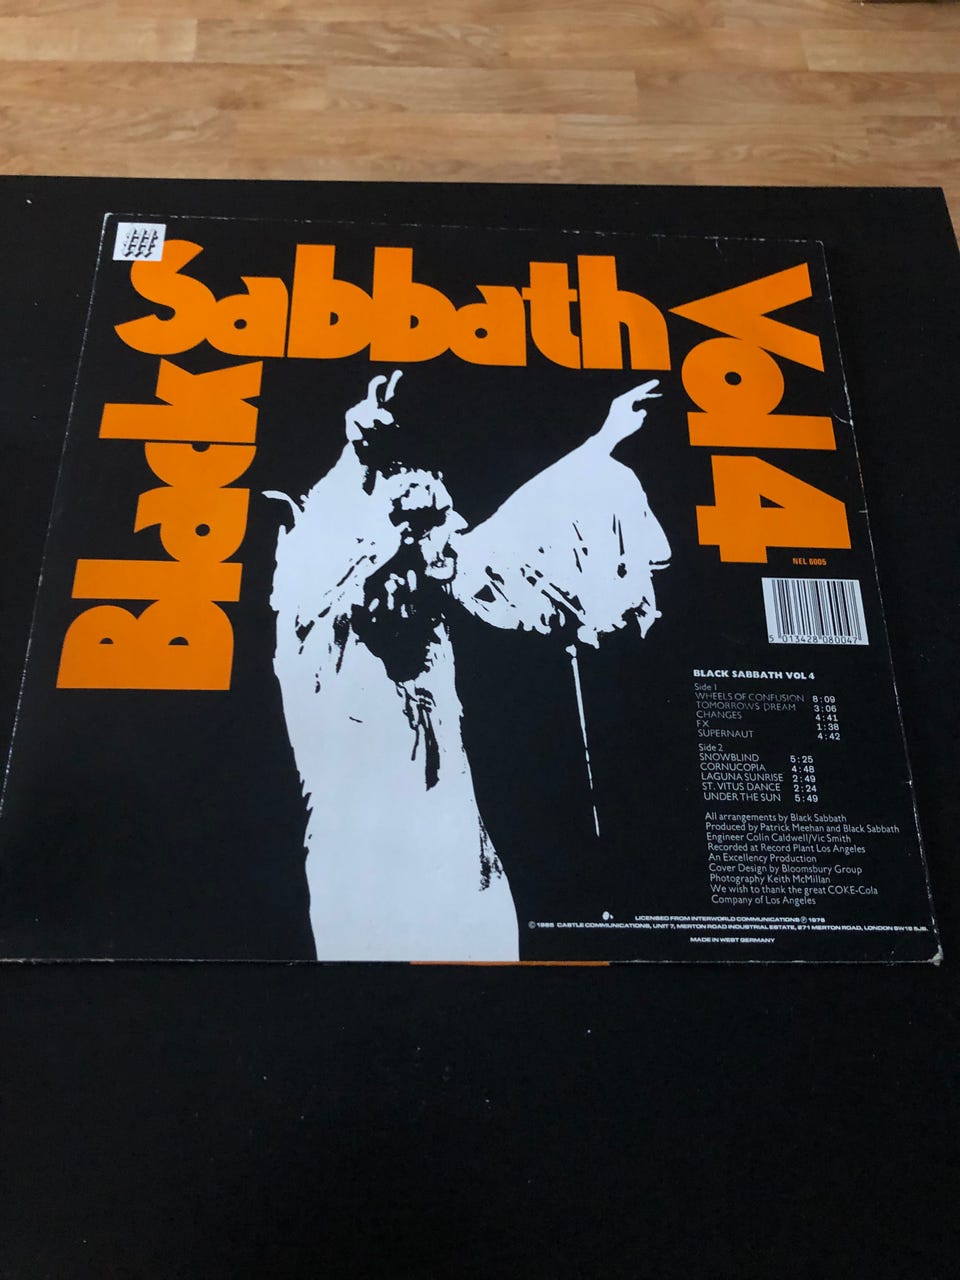 Black Sabbath Vol 4
NEL 6005
5 013428 080047
BLACK SABBATH VOL 4
Side 1
WHEELS OF CONFUSION 8:09
TOMORROWS DREAM 3:06
CHANGES 4:41
FX 1:38
SUPERNAUT 4:42
Side 2
SNOWBLIND 5:25
CORNUCOPIA 4:48
LAGUNA SUNRISE 2:49
ST. VITUS DANCE 2:24
UNDER THE SUN 5:49
All arrangements by Black Sabbath
Produced by Patrick Meehan and Black Sabbath
Engineer Colin Caldwell/Vic Smith
Recorded at Record Plant Los Angeles
An Excellency Production
Cover Design by Bloomsbury Group
Photography Keith McMillan
We wish to thank the great COKE-Cola
Company of Los Angeles
LICENSED FROM INTERWORLD COMMUNICATIONS ℗ 1976
© 1985 CASTLE COMMUNICATIONS, UNIT 7, MERTON ROAD INDUSTRIAL ESTATE, 271 MERTON ROAD, LONDON SW18 5JS.
MADE IN WEST GERMANY